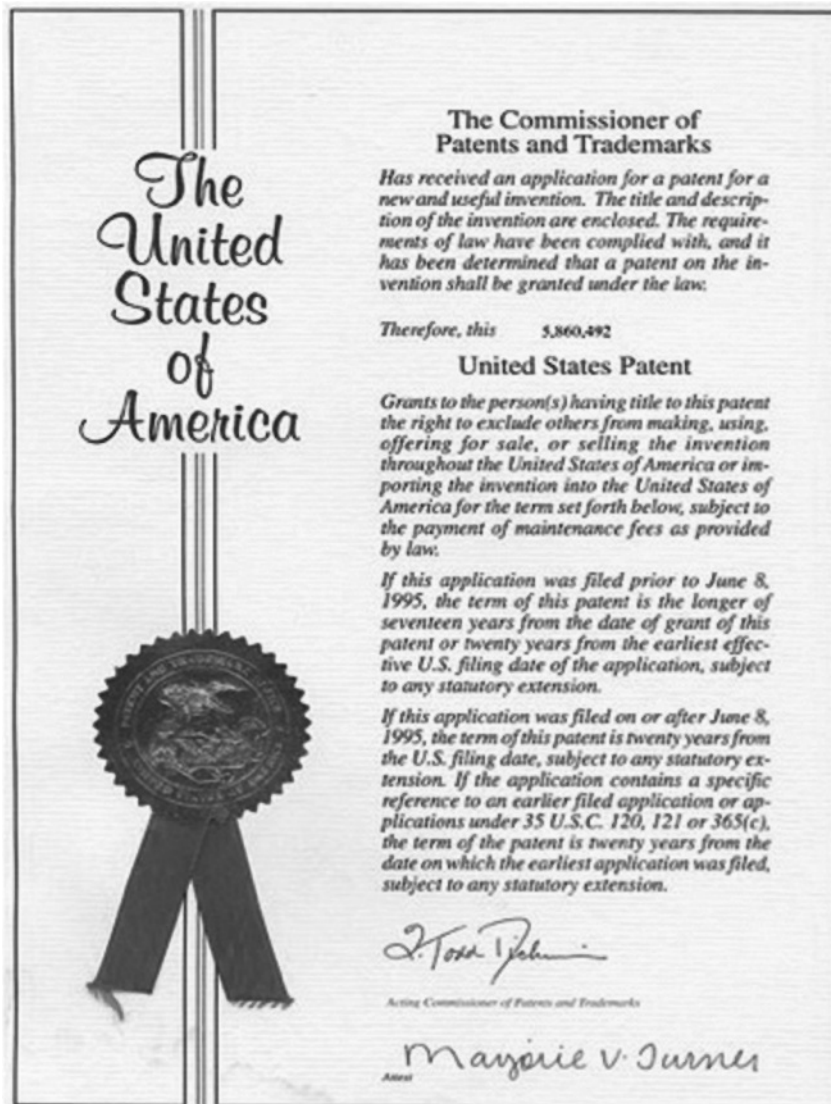 The
United
States
of
America
The Commissioner of
Patents and Trademarks
Has received an application for a patent for a
new and useful invention. The title and descrip-
tion of the invention are enclosed. The require-
ments of law have been complied with, and it
has been determined that a patent on the in-
vention shall be granted under the law.
Therefore, this 5,860,492
United States Patent
Grants to the person(s) having title to this patent
the right to exclude others from making, using,
offering for sale, or selling the invention
throughout the United States of America or im-
porting the invention into the United States of
America for the term set forth below, subject to
the payment of maintenance fees as provided
by law.
If this application was filed prior to June 8,
1995, the term of this patent is the longer of
seventeen years from the date of grant of this
patent or twenty years from the earliest effec-
tive U.S. filing date of the application, subject
to any statutory extension.
If this application was filed on or after June 8,
1995, the term of this patent is twenty years from
the U.S. filing date, subject to any statutory ex-
tension. If the application contains a specific
reference to an earlier filed application or ap-
plications under 35 U.S.C. 120, 121 or 365(c),
the term of the patent is twenty years from the
date on which the earliest application was filed,
subject to any statutory extension.
Acting Commissioner of Patents and Trademarks
Marjorie V. Turner
Attest